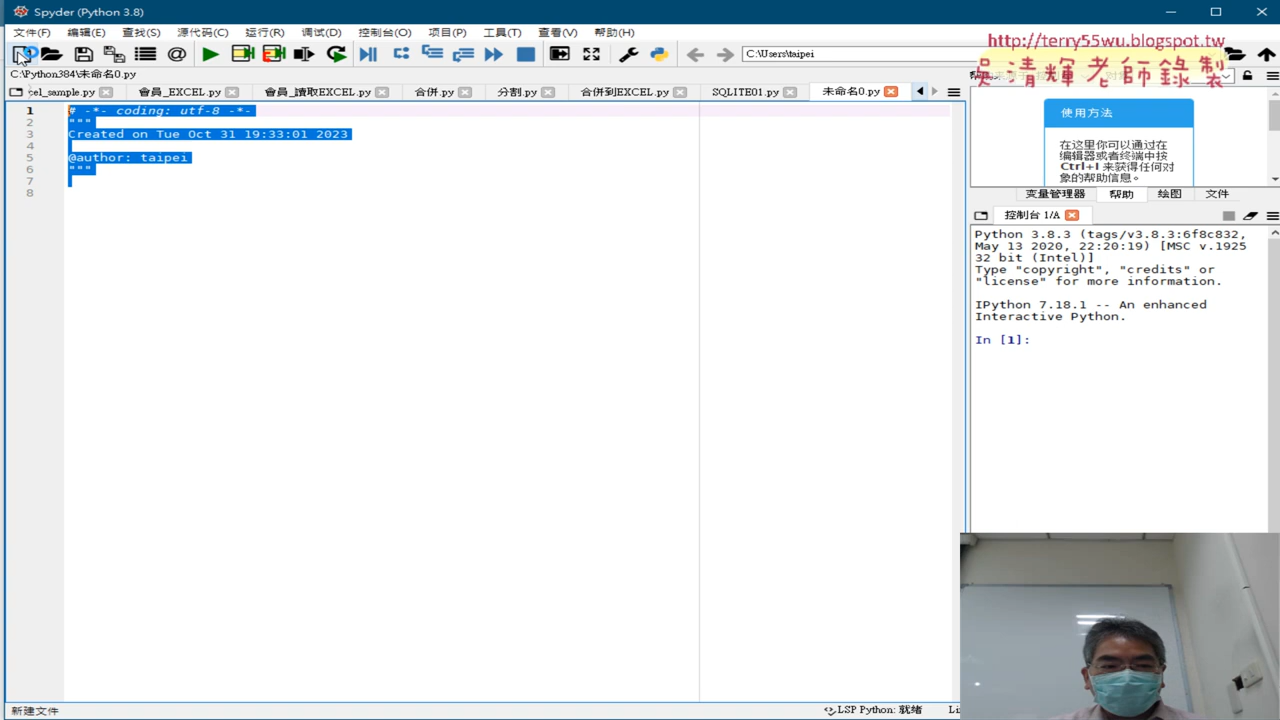 Spyder (Python 3.8)
文件(F) 编辑(E) 查找(S) 源代码(C) 运行(R) 调试(D) 控制台(O) 项目(P) 工具(T) 查看(V) 帮助(H)
http://terry55wu.blogspot.tw
C:\Users\taipei
吳清輝老師錄製
C:\Python384\未命名0.py
cel_sample.py 會員_EXCEL.py 會員_讀取EXCEL.py 合併.py 分割.py 合併到EXCEL.py SQLITE01.py 未命名0.py
1 # -*- coding: utf-8 -*-
2 """
3 Created on Tue Oct 31 19:33:01 2023
4
5 @author: taipei
6 """
7
8
使用方法
在这里你可以通过在
编辑器或者终端中按
Ctrl+I 来获得任何对
象的帮助信息。
变量管理器 帮助 绘图 文件
控制台 1/A
Python 3.8.3 (tags/v3.8.3:6f8c832,
May 13 2020, 22:20:19) [MSC v.1925
32 bit (Intel)]
Type "copyright", "credits" or
"license" for more information.
IPython 7.18.1 -- An enhanced
Interactive Python.
In [1]:
新建文件
LSP Python: 就绪